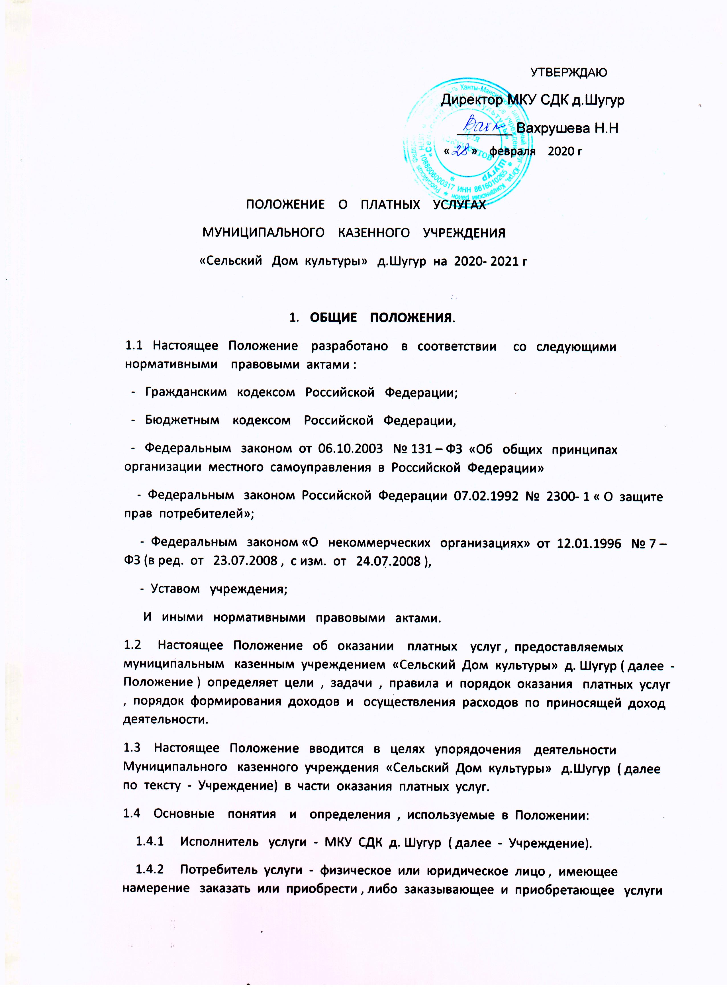 УТВЕРЖДАЮ
Директор МКУ СДК д.Шугур
Вахрушева Н.Н
«28» февраля 2020 г
ОГРН 1088606000317 ИНН 8616010265
ПОЛОЖЕНИЕ О ПЛАТНЫХ УСЛУГАХ
МУНИЦИПАЛЬНОГО КАЗЕННОГО УЧРЕЖДЕНИЯ
«Сельский Дом культуры» д.Шугур на 2020- 2021 г
1. ОБЩИЕ ПОЛОЖЕНИЯ.
1.1 Настоящее Положение разработано в соответствии со следующими
нормативными правовыми актами :
- Гражданским кодексом Российской Федерации;
- Бюджетным кодексом Российской Федерации,
- Федеральным законом от 06.10.2003 № 131 – ФЗ «Об общих принципах
организации местного самоуправления в Российской Федерации»
- Федеральным законом Российской Федерации 07.02.1992 № 2300- 1 « О защите
прав потребителей»;
- Федеральным законом «О некоммерческих организациях» от 12.01.1996 № 7 –
ФЗ (в ред. от 23.07.2008 , с изм. от 24.07.2008 ),
- Уставом учреждения;
И иными нормативными правовыми актами.
1.2 Настоящее Положение об оказании платных услуг , предоставляемых
муниципальным казенным учреждением «Сельский Дом культуры» д. Шугур ( далее -
Положение ) определяет цели , задачи , правила и порядок оказания платных услуг
, порядок формирования доходов и осуществления расходов по приносящей доход
деятельности.
1.3 Настоящее Положение вводится в целях упорядочения деятельности
Муниципального казенного учреждения «Сельский Дом культуры» д.Шугур ( далее
по тексту - Учреждение) в части оказания платных услуг.
1.4 Основные понятия и определения , используемые в Положении:
1.4.1 Исполнитель услуги - МКУ СДК д. Шугур ( далее - Учреждение).
1.4.2 Потребитель услуги - физическое или юридическое лицо , имеющее
намерение заказать или приобрести , либо заказывающее и приобретающее услуги